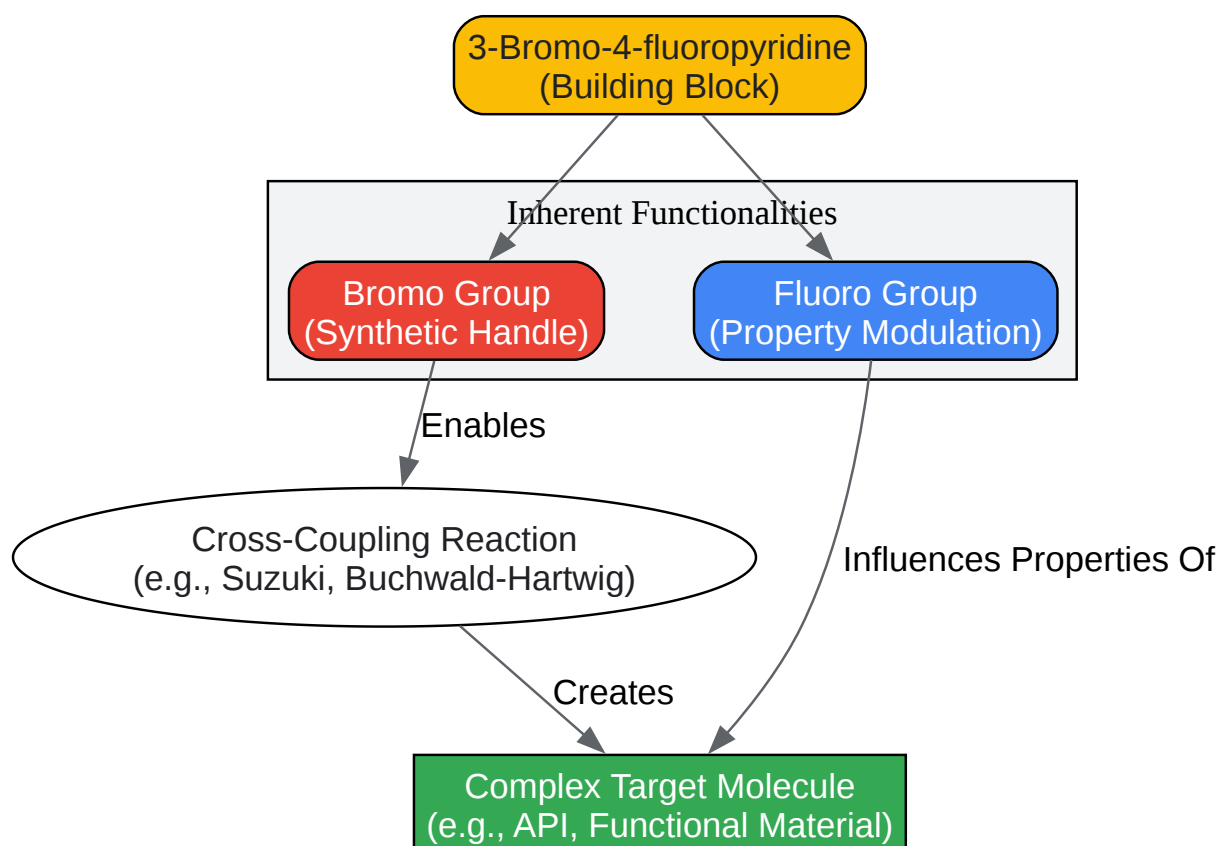 3-Bromo-4-fluoropyridine
(Building Block)
Inherent Functionalities
Bromo Group
(Synthetic Handle)
Fluoro Group
(Property Modulation)
Enables
Cross-Coupling Reaction
(e.g., Suzuki, Buchwald-Hartwig)
Influences Properties Of
Creates
Complex Target Molecule
(e.g., API, Functional Material)